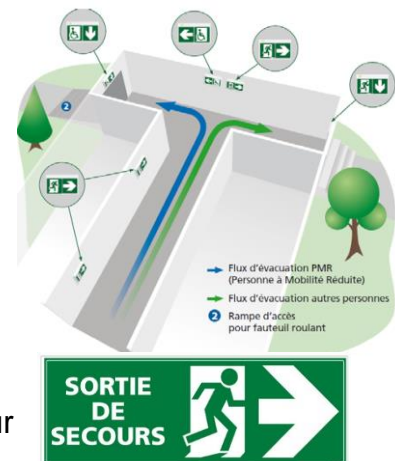 2
Flux d'évacuation PMR
(Personne à Mobilité Réduite)
Flux d'évacuation autres personnes
2 Rampe d'accès
pour fauteuil roulant
ur
SORTIE
DE
SECOURS